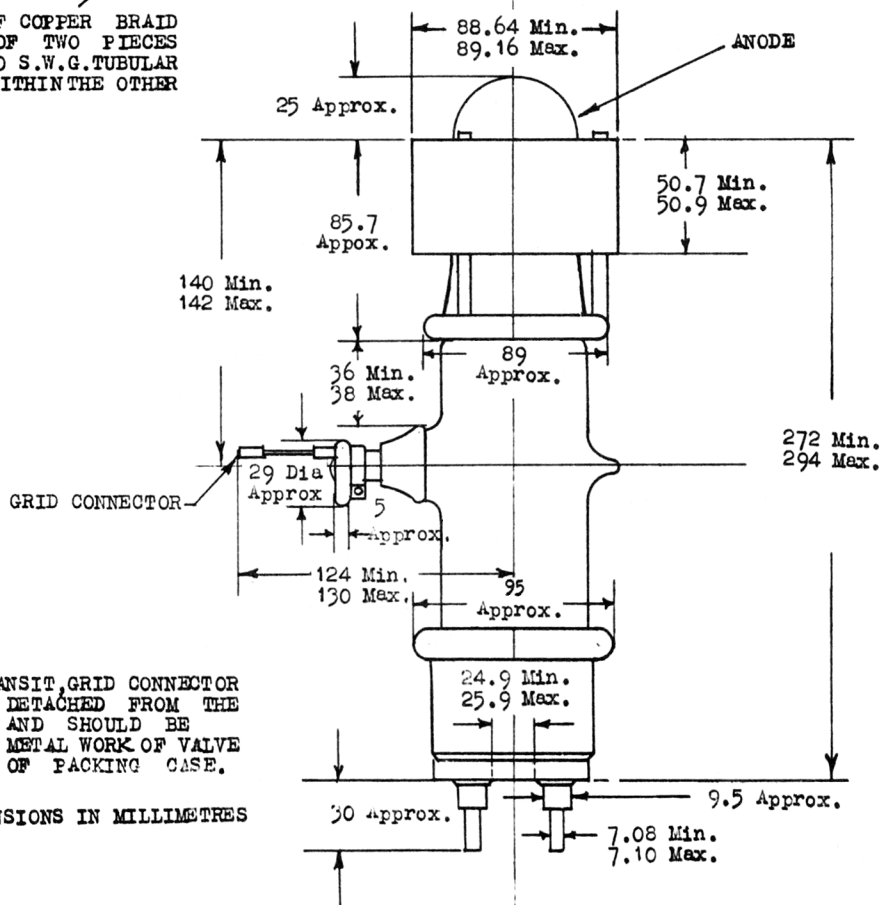 F COPPER BRAID
OF TWO PIECES
O S.W.G. TUBULAR
ITHIN THE OTHER
88.64 Min.
89.16 Max.
ANODE
25 Approx.
50.7 Min.
50.9 Max.
85.7
Appox.
140 Min.
142 Max.
89
Approx.
36 Min.
38 Max.
272 Min.
294 Max.
29 Dia
Approx
GRID CONNECTOR
5
Approx.
124 Min.
130 Max.
95
Approx.
ANSIT, GRID CONNECTOR
DETACHED FROM THE
AND SHOULD BE
METAL WORK OF VALVE
OF PACKING CASE.
24.9 Min.
25.9 Max.
NSIONS IN MILLIMETRES
30 Approx.
9.5 Approx.
7.08 Min.
7.10 Max.